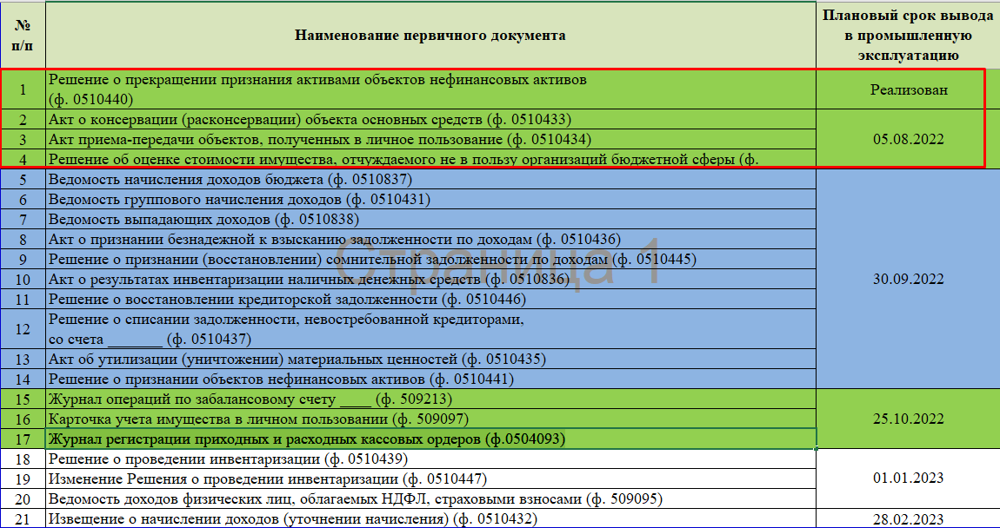 №
п/п
Наименование первичного документа
Плановый срок вывода
в промышленную
эксплуатацию
1
Решение о прекращении признания активами объектов нефинансовых активов
(ф. 0510440)
Реализован
2 Акт о консервации (расконсервации) объекта основных средств (ф. 0510433)
3 Акт приема-передачи объектов, полученных в личное пользование (ф. 0510434)
05.08.2022
4 Решение об оценке стоимости имущества, отчуждаемого не в пользу организаций бюджетной сферы (ф.
5 Ведомость начисления доходов бюджета (ф. 0510837)
6 Ведомость группового начисления доходов (ф. 0510431)
7 Ведомость выпадающих доходов (ф. 0510838)
8 Акт о признании безнадежной к взысканию задолженности по доходам (ф. 0510436)
9 Решение о признании (восстановлении) сомнительной задолженности по доходам (ф. 0510445)
10 Акт о результатах инвентаризации наличных денежных средств (ф. 0510836)
30.09.2022
11 Решение о восстановлении кредиторской задолженности (ф. 0510446)
12
Решение о списании задолженности, невостребованной кредиторами,
со счета _______ (ф. 0510437)
13 Акт об утилизации (уничтожении) материальных ценностей (ф. 0510435)
14 Решение о признании объектов нефинансовых активов (ф. 0510441)
15 Журнал операций по забалансовому счету ____ (ф. 509213)
16 Карточка учета имущества в личном пользовании (ф. 509097)
25.10.2022
17 Журнал регистрации приходных и расходных кассовых ордеров (ф.0504093)
18 Решение о проведении инвентаризации (ф. 0510439)
19 Изменение Решения о проведении инвентаризации (ф. 0510447)
01.01.2023
20 Ведомость доходов физических лиц, облагаемых НДФЛ, страховыми взносами (ф. 509095)
21 Извещение о начислении доходов (уточнении начисления) (ф. 0510432)
28.02.2023
Страница 1